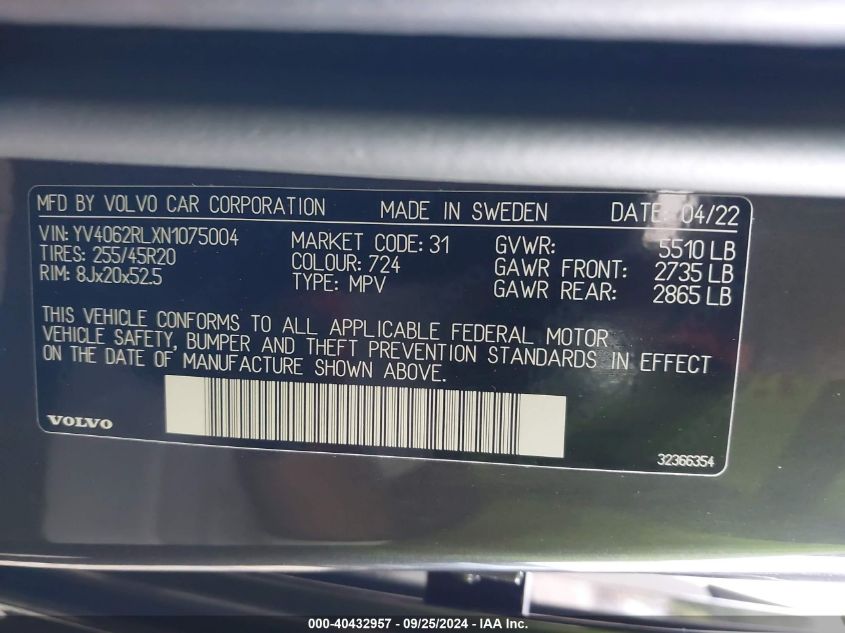 MFD BY VOLVO CAR CORPORATION MADE IN SWEDEN DATE: 04/22
VIN: YV4062RLXN1075004 MARKET CODE: 31 GVWR: 5510 LB
TIRES: 255/45R20 COLOUR: 724 GAWR FRONT: 2735 LB
RIM: 8Jx20x52.5 TYPE: MPV GAWR REAR: 2865 LB
THIS VEHICLE CONFORMS TO ALL APPLICABLE FEDERAL MOTOR
VEHICLE SAFETY, BUMPER AND THEFT PREVENTION STANDARDS IN EFFECT
ON THE DATE OF MANUFACTURE SHOWN ABOVE.
VOLVO
32366354
000-40432957 - 09/25/2024 - IAA Inc.